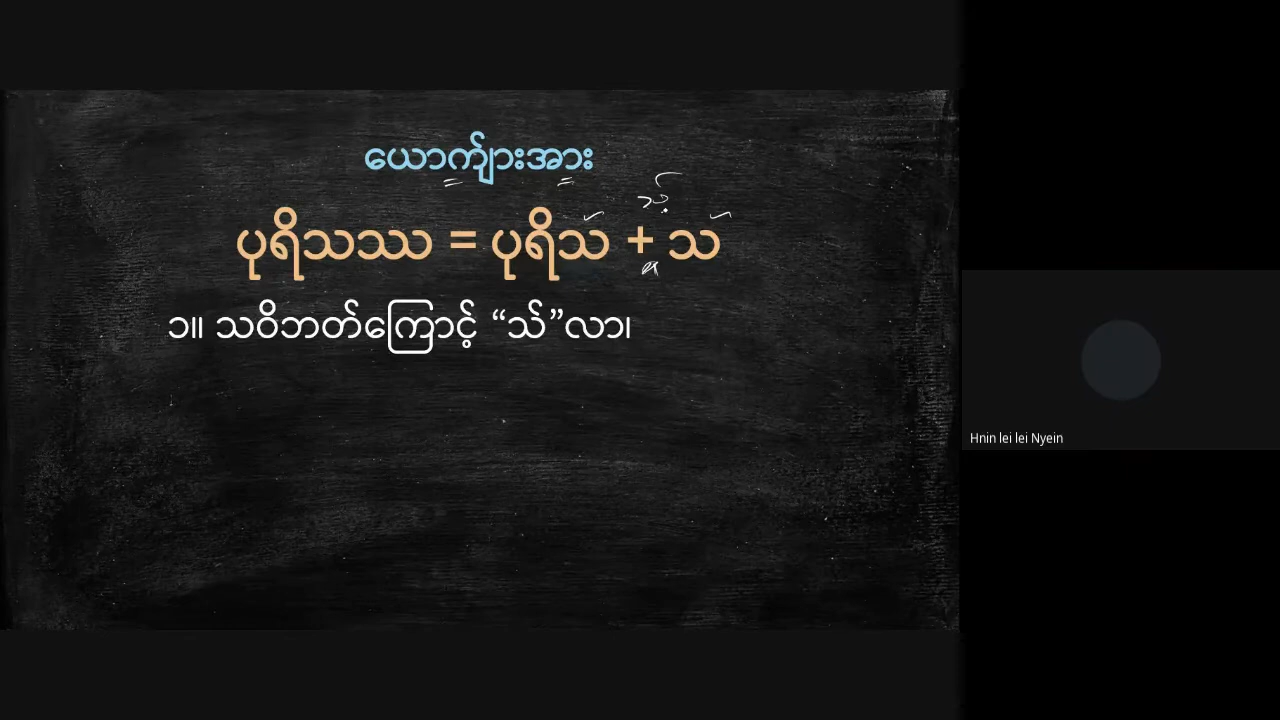 ယောက်ျားအား
ပုရိသဿ = ပုရိသ + သ
၁။ သဝိဘတ်ကြောင့် “သ်”လာ၊
Hnin lei lei Nyein